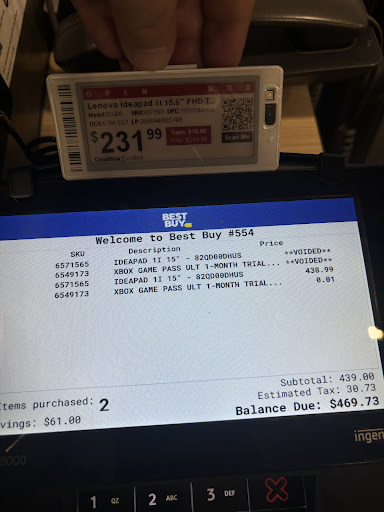 OPEN BOX
Lenovo Ideapad 1i 15.6" FHD T.S
$231 99
Save $18.00
Scan Me
BEST BUY
Welcome to Best Buy #554
SKU Description Price
6571565 IDEAPAD 1I 15" - 82QD00DHUS **VOIDED**
6549173 XBOX GAME PASS ULT 1-MONTH TRIAL... **VOIDED**
6571565 IDEAPAD 1I 15" - 82QD00DHUS 438.99
6549173 XBOX GAME PASS ULT 1-MONTH TRIAL... 0.01
Subtotal: 439.00
Items purchased: 2 Estimated Tax: 30.73
vings: $61.00 Balance Due: $469.73
ingen
8000
1 QZ 2 ABC 3 DEF